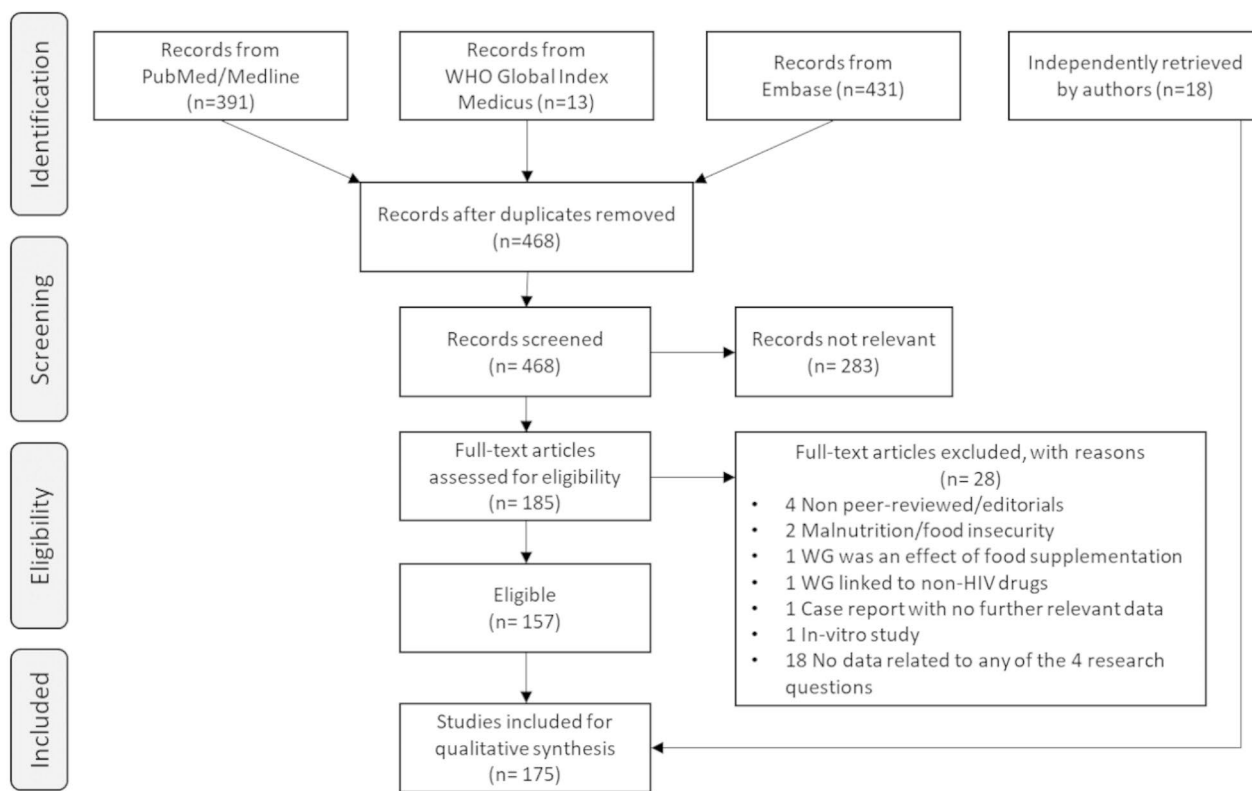 Identification
Records from
PubMed/Medline
(n=391)
Records from
WHO Global Index
Medicus (n=13)
Records from
Embase (n=431)
Independently retrieved
by authors (n=18)
Records after duplicates removed
(n=468)
Screening
Records screened
(n= 468)
Records not relevant
(n= 283)
Eligibility
Full-text articles
assessed for eligibility
(n= 185)
Full-text articles excluded, with reasons
(n= 28)
• 4 Non peer-reviewed/editorials
• 2 Malnutrition/food insecurity
• 1 WG was an effect of food supplementation
• 1 WG linked to non-HIV drugs
• 1 Case report with no further relevant data
• 1 In-vitro study
• 18 No data related to any of the 4 research
questions
Eligible
(n= 157)
Included
Studies included for
qualitative synthesis
(n= 175)